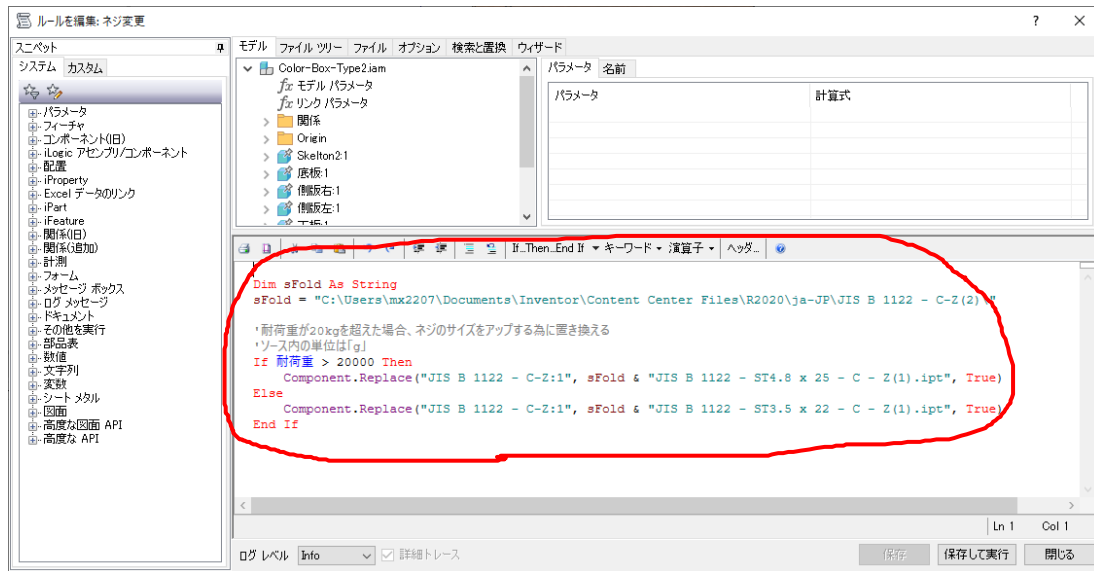 ルールを編集: ネジ変更
? ×
スニペット
システム カスタム
パラメータ
フィーチャ
コンポーネント(旧)
iLogic アセンブリ/コンポーネント
配置
iProperty
Excel データのリンク
iPart
iFeature
関係(旧)
関係(追加)
計測
フォーム
メッセージ ボックス
ログ メッセージ
ドキュメント
その他を実行
部品表
数値
文字列
変数
シート メタル
図面
高度な図面 API
高度な API
モデル ファイル ツリー ファイル オプション 検索と置換 ウィザード
Color-Box-Type2.iam
fx モデル パラメータ
fx リンク パラメータ
関係
Origin
Skelton2:1
底板:1
側販右:1
側販左:1
パラメータ 名前
パラメータ 計算式
If...Then...End If キーワード 演算子 ヘッダ...
Dim sFold As String
sFold = "C:\Users\mx2207\Documents\Inventor\Content Center Files\R2020\ja-JP\JIS B 1122 - C-Z(2)\"
'耐荷重が20kgを超えた場合、ネジのサイズをアップする為に置き換える
'ソース内の単位は「g」
If 耐荷重 > 20000 Then
Component.Replace("JIS B 1122 - C-Z:1", sFold & "JIS B 1122 - ST4.8 x 25 - C - Z(1).ipt", True)
Else
Component.Replace("JIS B 1122 - C-Z:1", sFold & "JIS B 1122 - ST3.5 x 22 - C - Z(1).ipt", True)
End If
Ln 1 Col 1
ログ レベル Info 詳細トレース
保存 保存して実行 閉じる